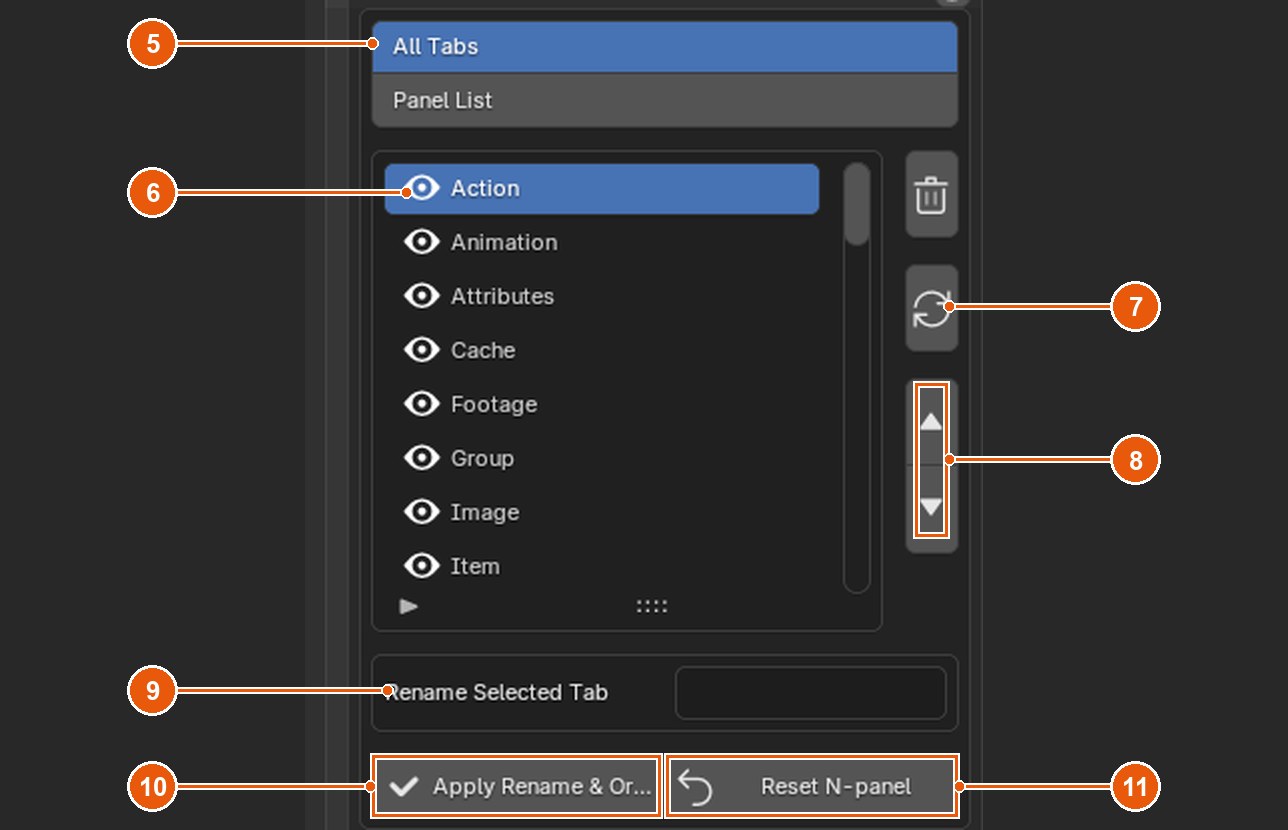 5
All Tabs
Panel List
6
Action
Animation
Attributes
7
Cache
Footage
8
Group
Image
Item
9
Rename Selected Tab
10
Apply Rename & Or...
Reset N-panel
11